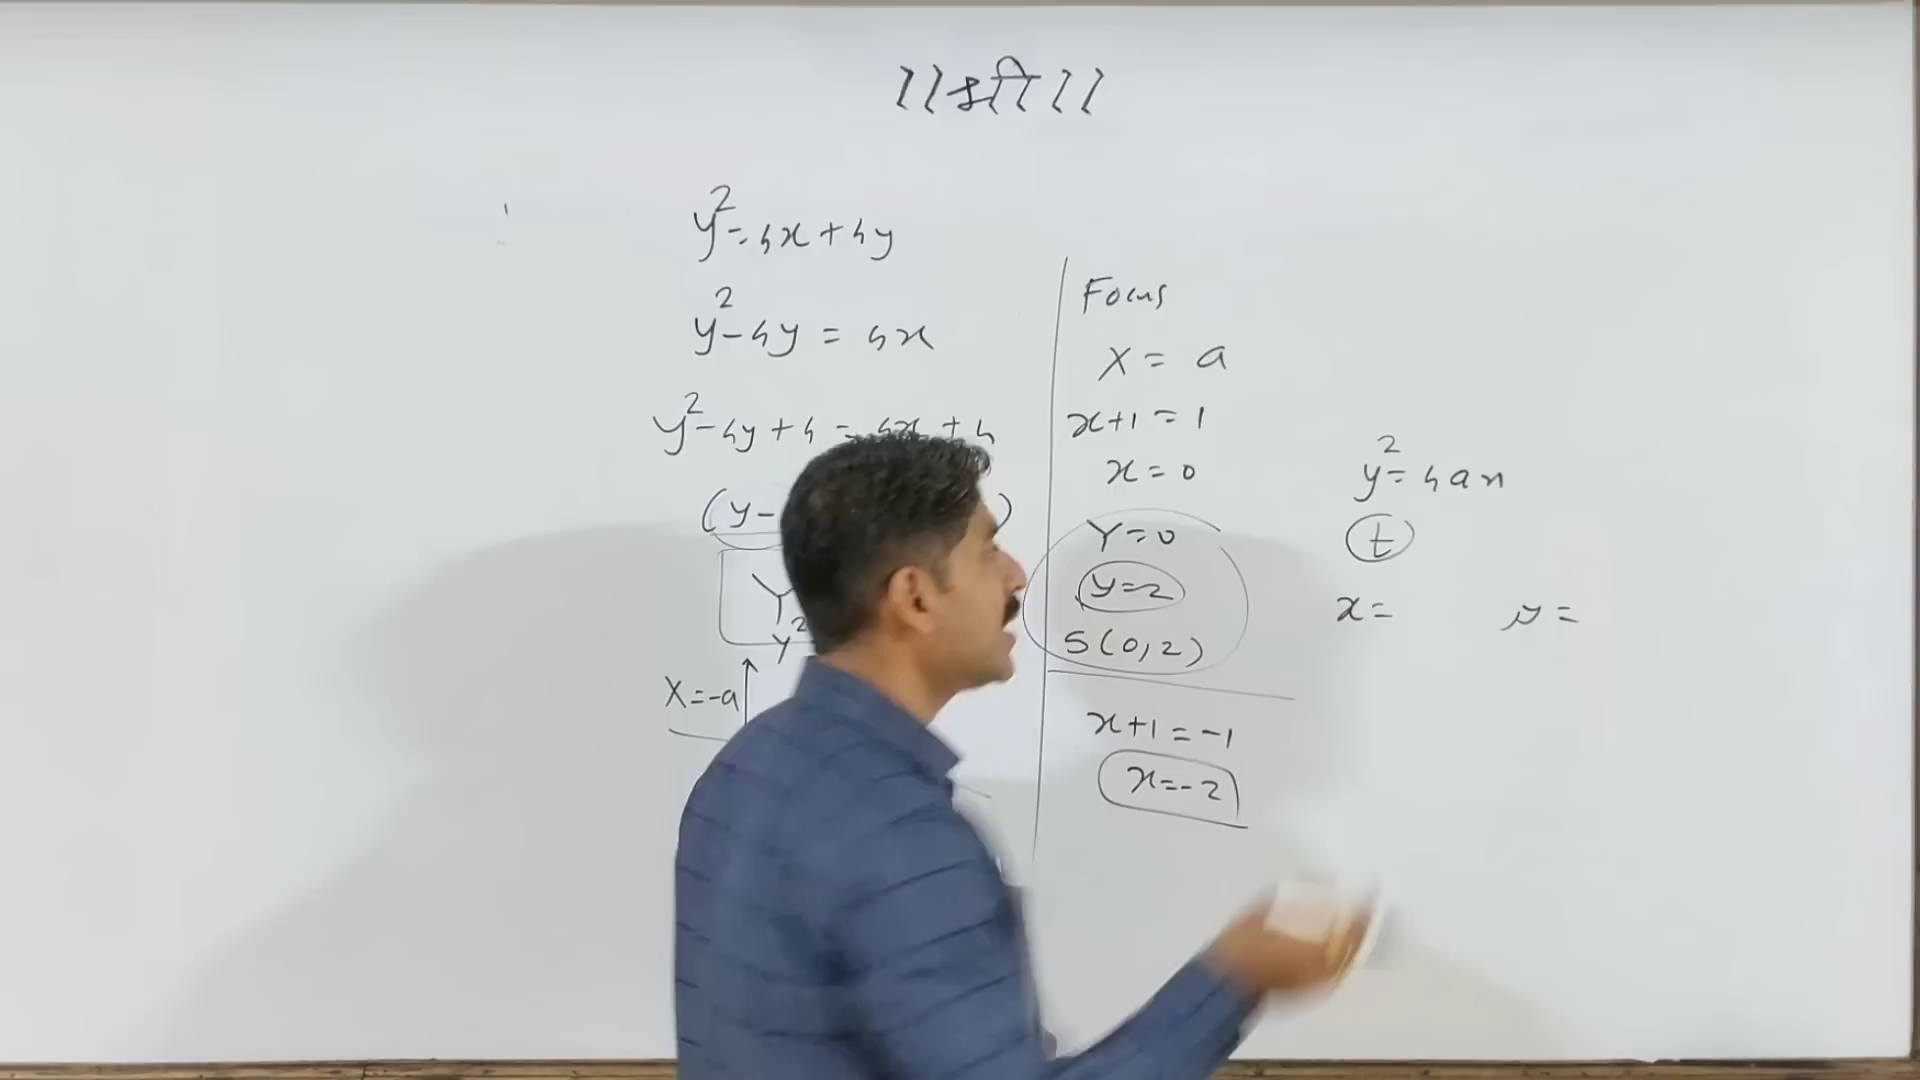 ।।श्री।।
y²=4x+4y
y²-4y = 4x
y²-4y+4 = 4x+4
(y-
)
Y
Y²
X=-a
Focus
X = a
x+1 = 1
x=0
Y=0
y=2
S(0,2)
x+1 = -1
x=-2
y²=4ax
t
x= y=